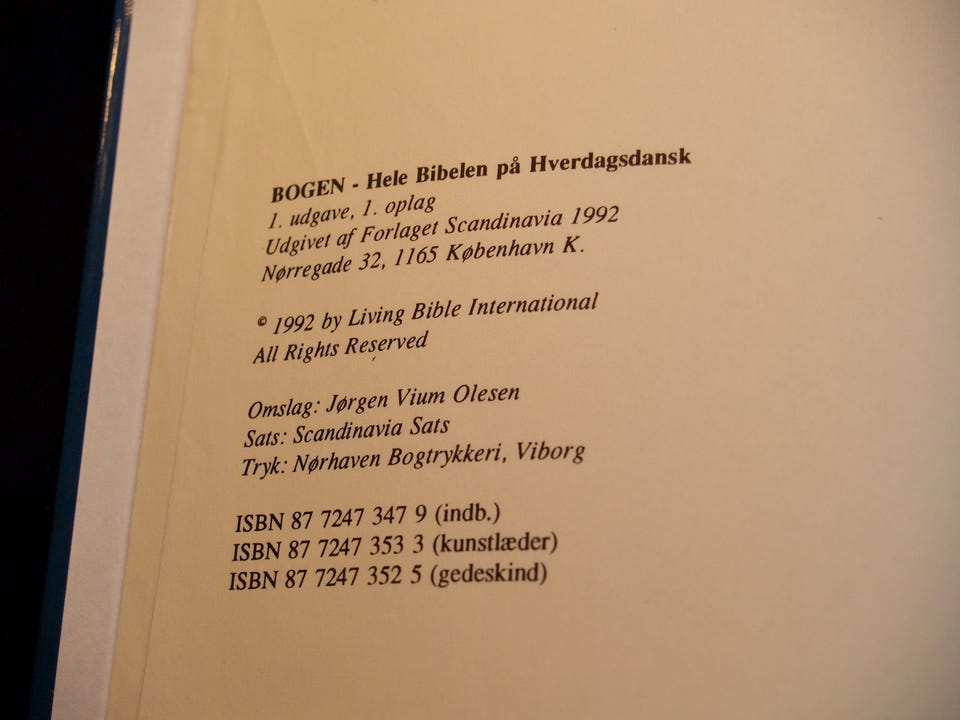 BOGEN - Hele Bibelen på Hverdagsdansk
1. udgave, 1. oplag
Udgivet af Forlaget Scandinavia 1992
Nørregade 32, 1165 København K.
© 1992 by Living Bible International
All Rights Reserved
Omslag: Jørgen Vium Olesen
Sats: Scandinavia Sats
Tryk: Nørhaven Bogtrykkeri, Viborg
ISBN 87 7247 347 9 (indb.)
ISBN 87 7247 353 3 (kunstlæder)
ISBN 87 7247 352 5 (gedeskind)